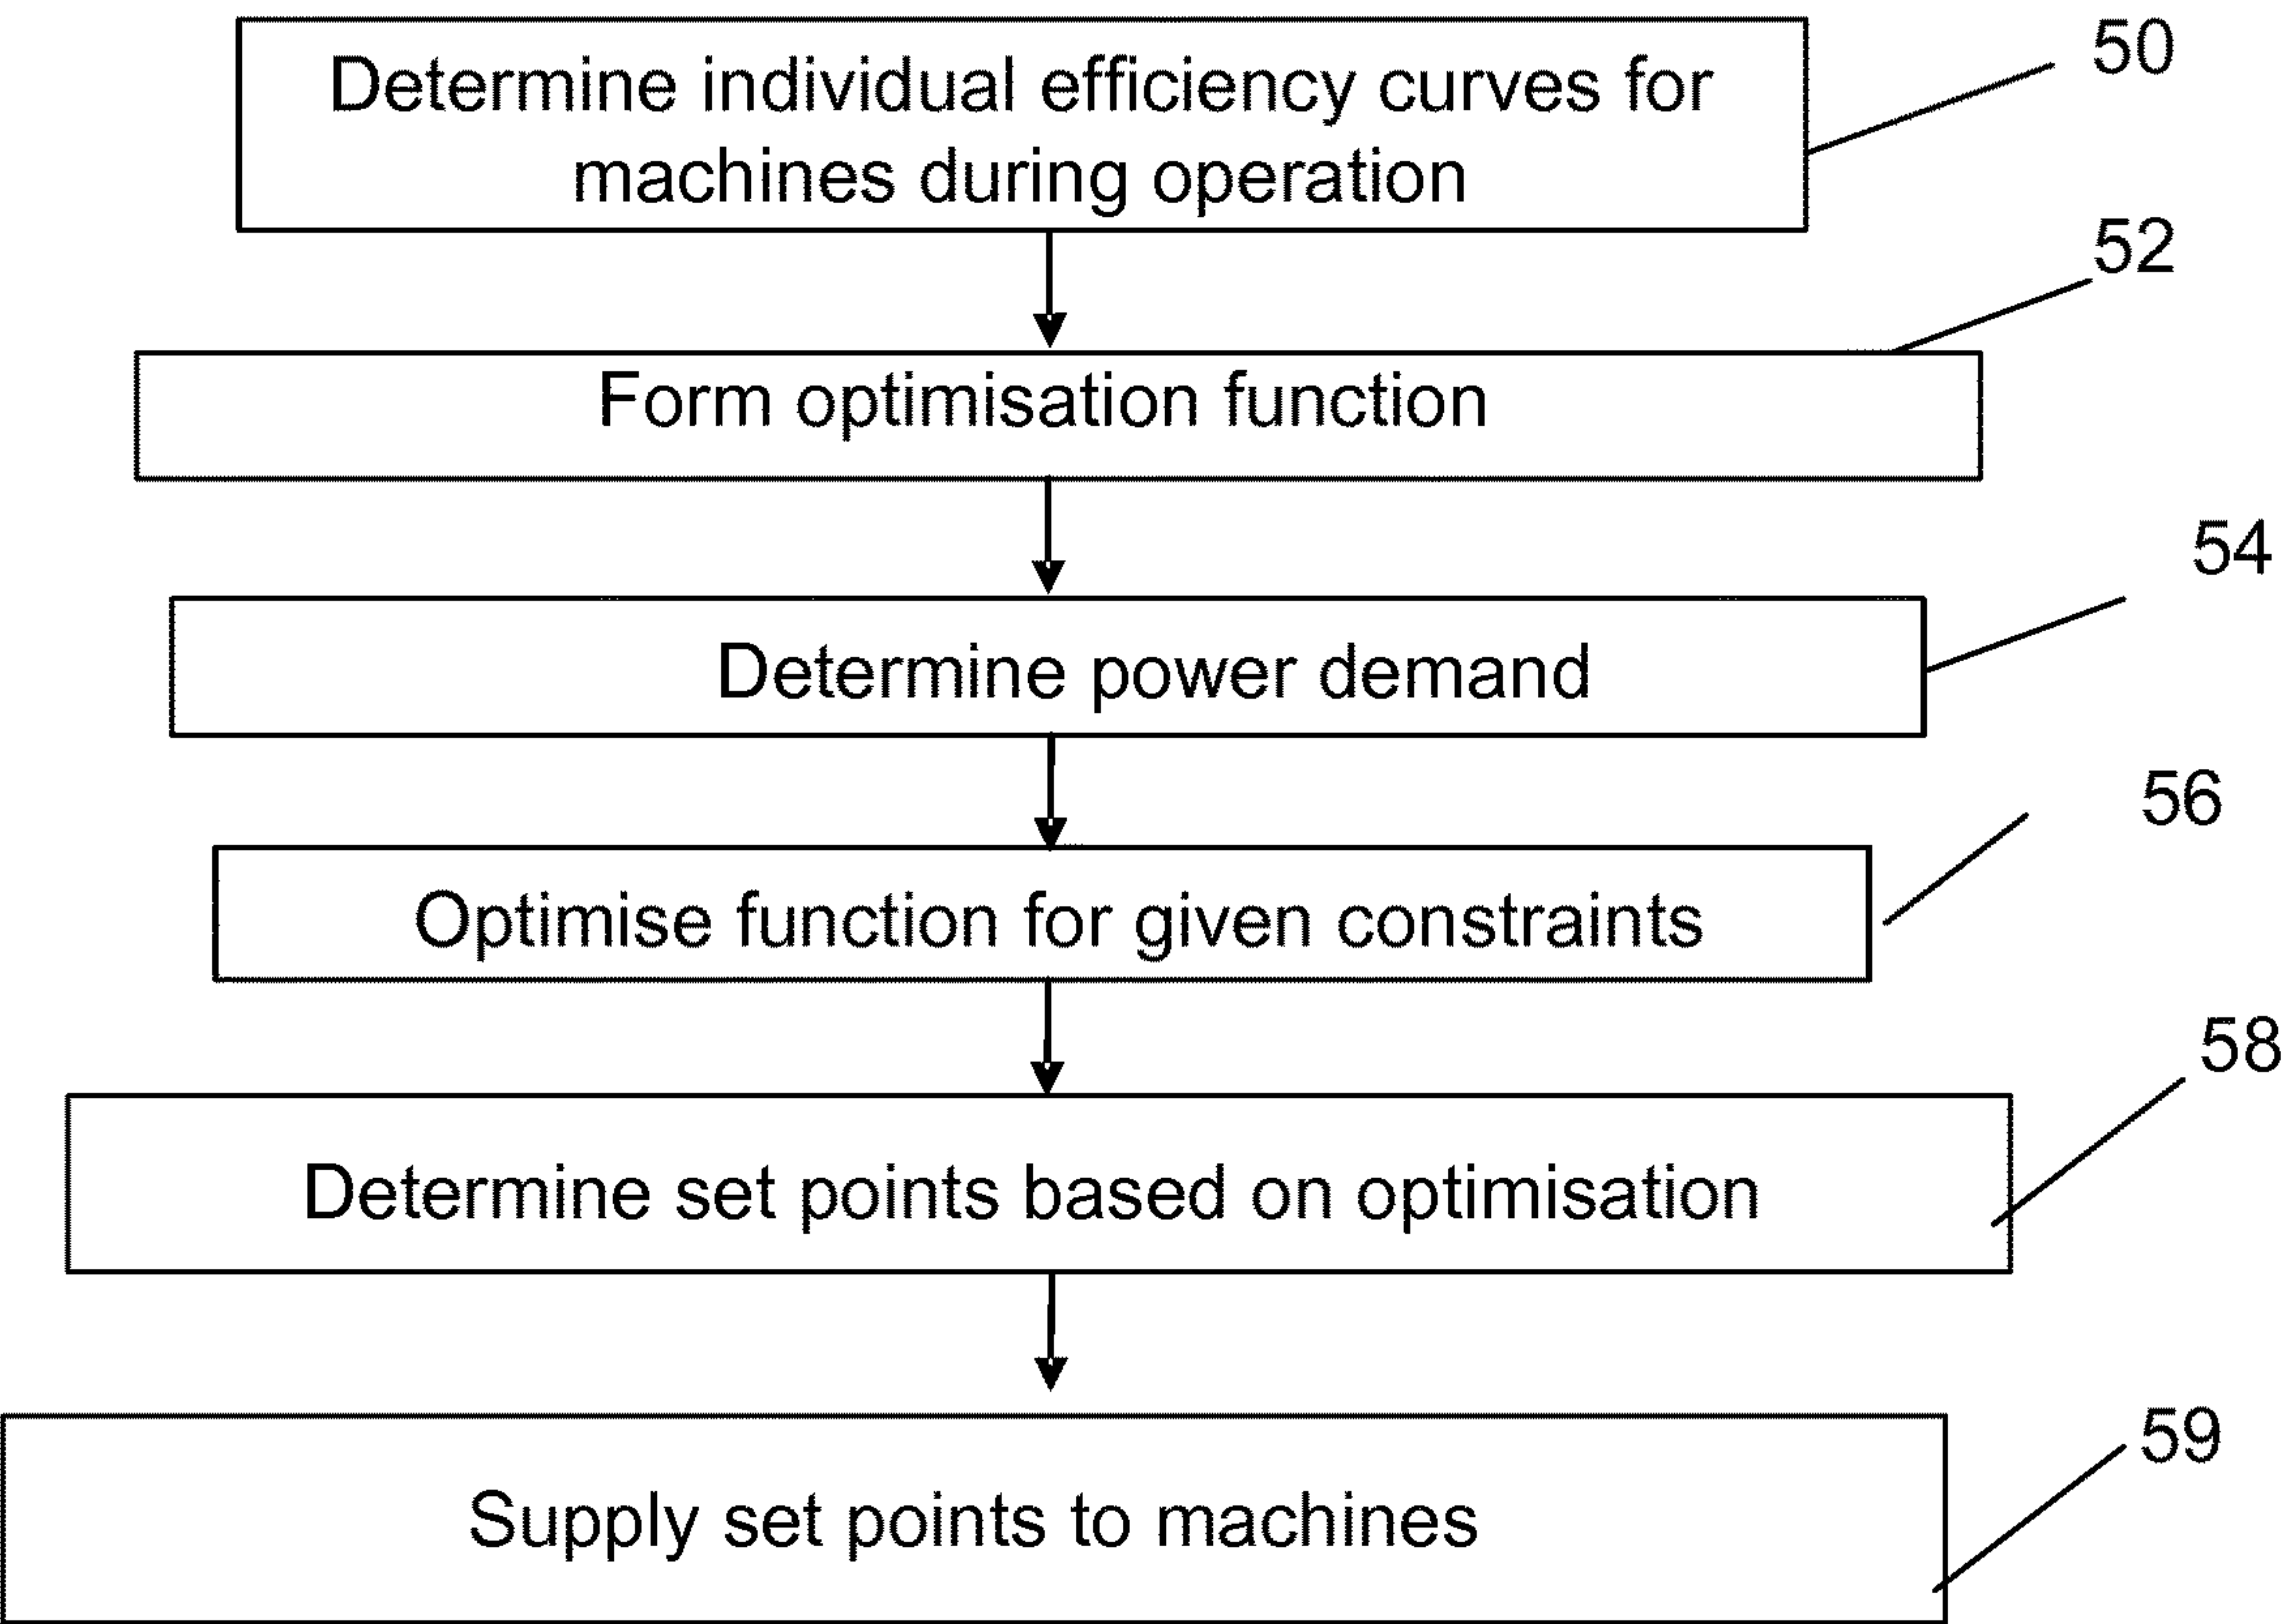 Determine individual efficiency curves for
machines during operation
50
52
Form optimisation function
54
Determine power demand
56
Optimise function for given constraints
58
Determine set points based on optimisation
59
Supply set points to machines